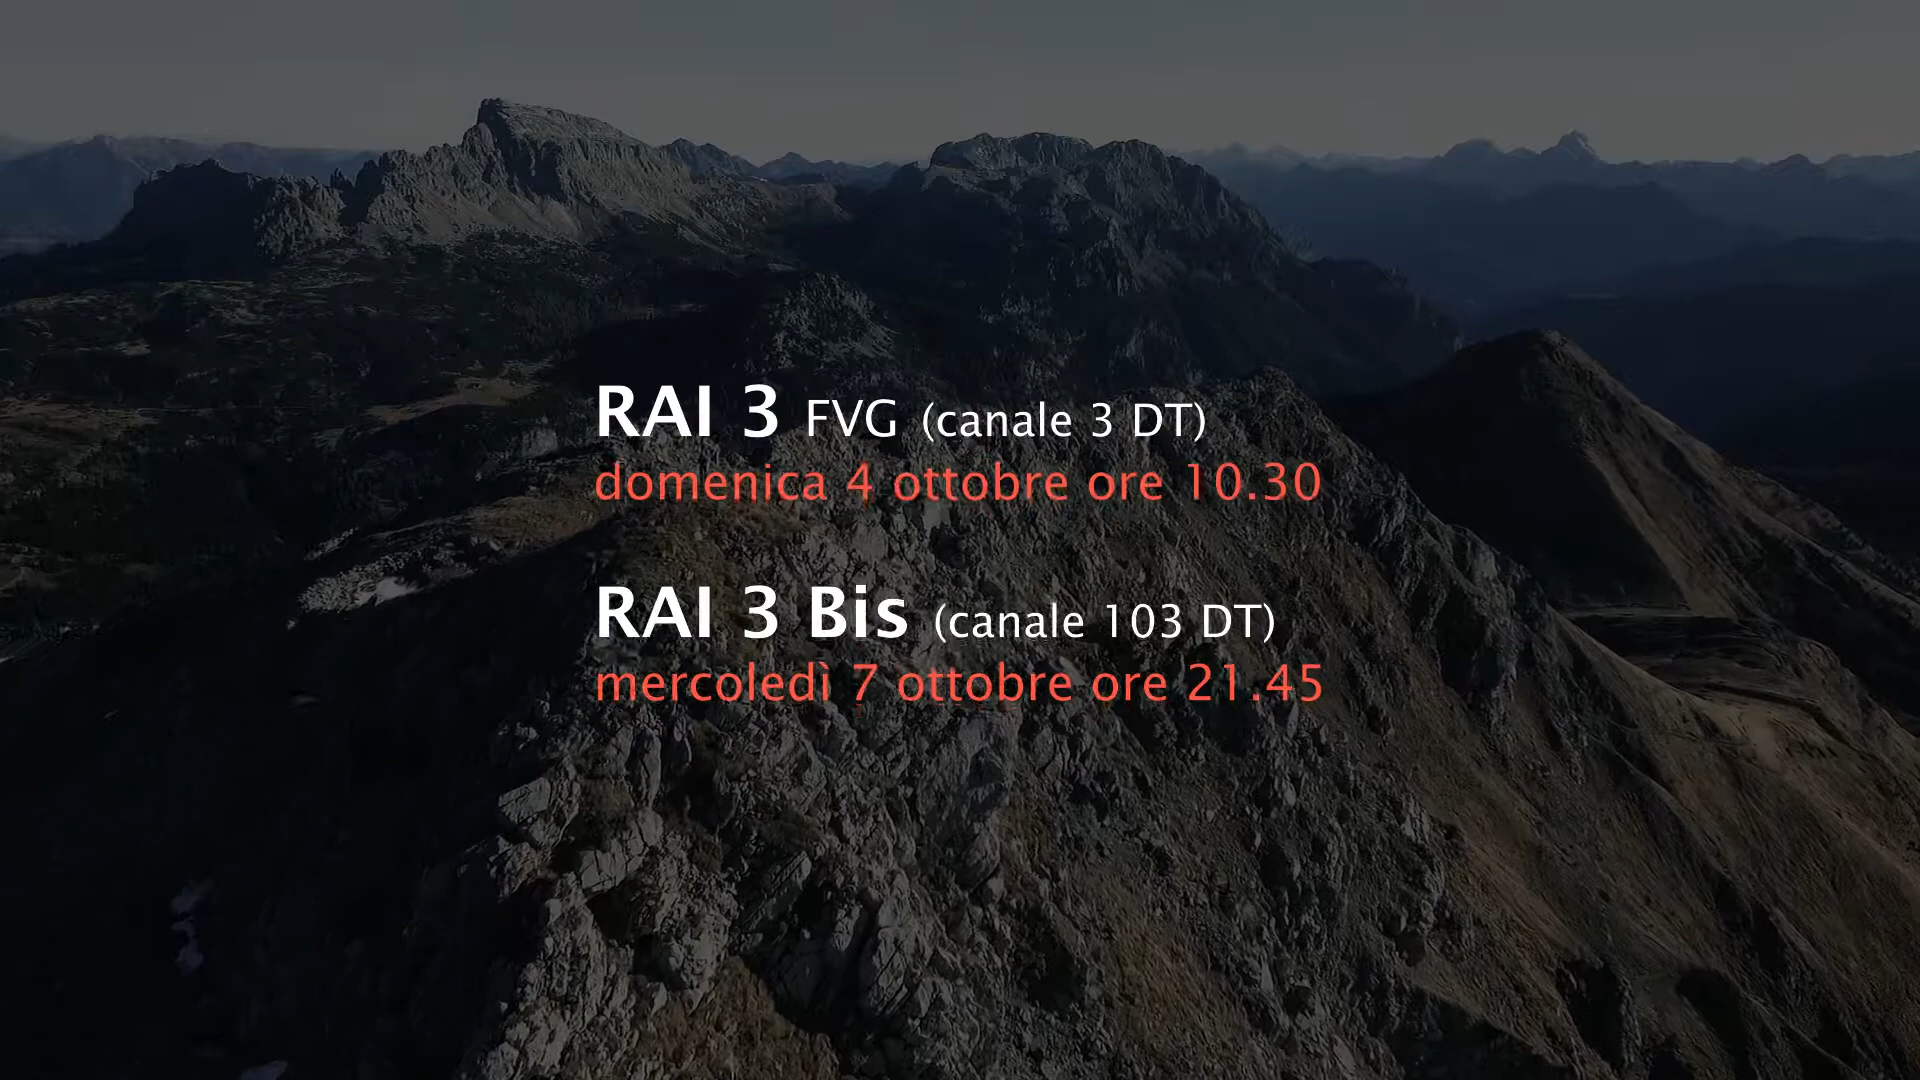 RAI 3 FVG (canale 3 DT)
domenica 4 ottobre ore 10.30
RAI 3 Bis (canale 103 DT)
mercoledì 7 ottobre ore 21.45